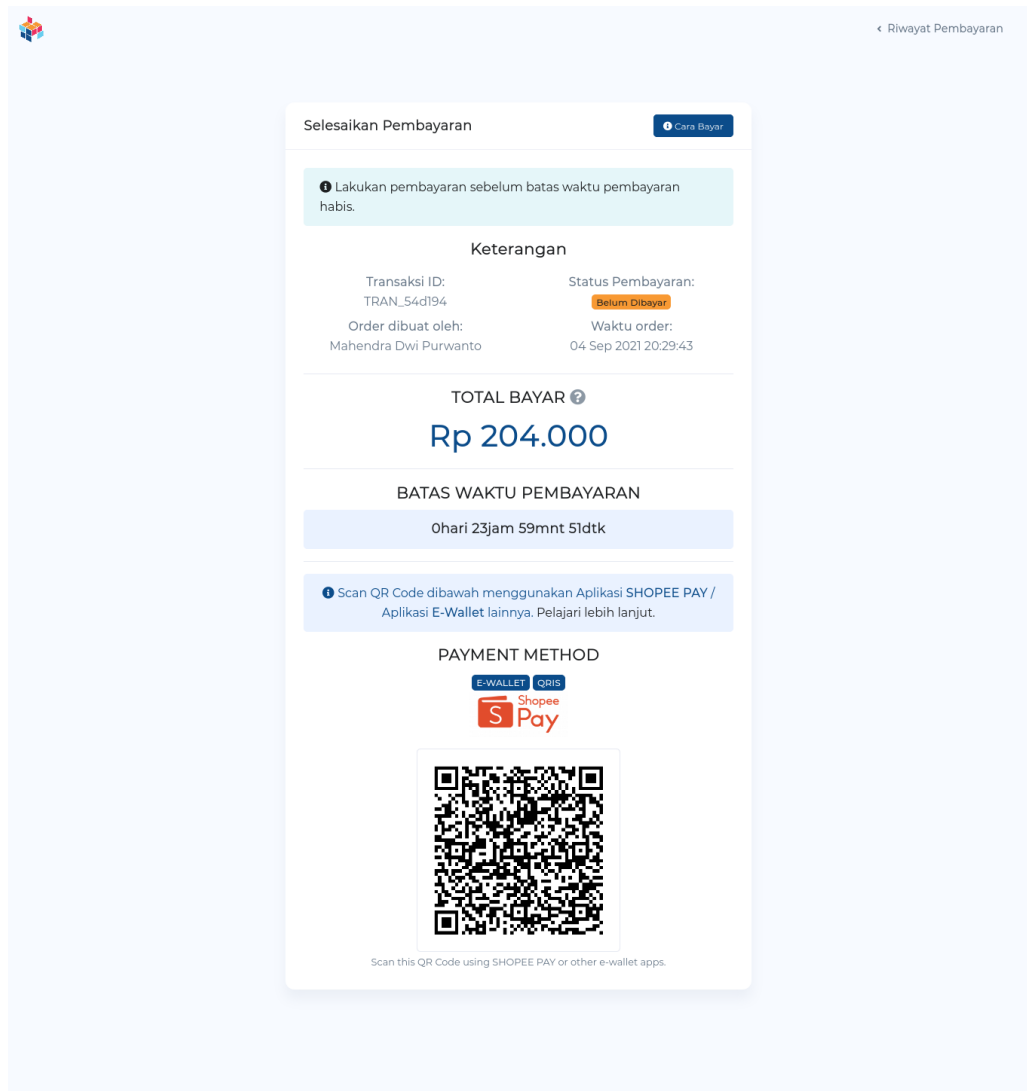 Riwayat Pembayaran
Selesaikan Pembayaran
Cara Bayar
Lakukan pembayaran sebelum batas waktu pembayaran
habis.
Keterangan
Transaksi ID:
TRAN_54d194
Status Pembayaran:
Belum Dibayar
Order dibuat oleh:
Mahendra Dwi Purwanto
Waktu order:
04 Sep 2021 20:29:43
TOTAL BAYAR
Rp 204.000
BATAS WAKTU PEMBAYARAN
0hari 23jam 59mnt 51dtk
Scan QR Code dibawah menggunakan Aplikasi SHOPEE PAY /
Aplikasi E-Wallet lainnya. Pelajari lebih lanjut.
PAYMENT METHOD
E-WALLET QRIS
S Shopee
Pay
Scan this QR Code using SHOPEE PAY or other e-wallet apps.